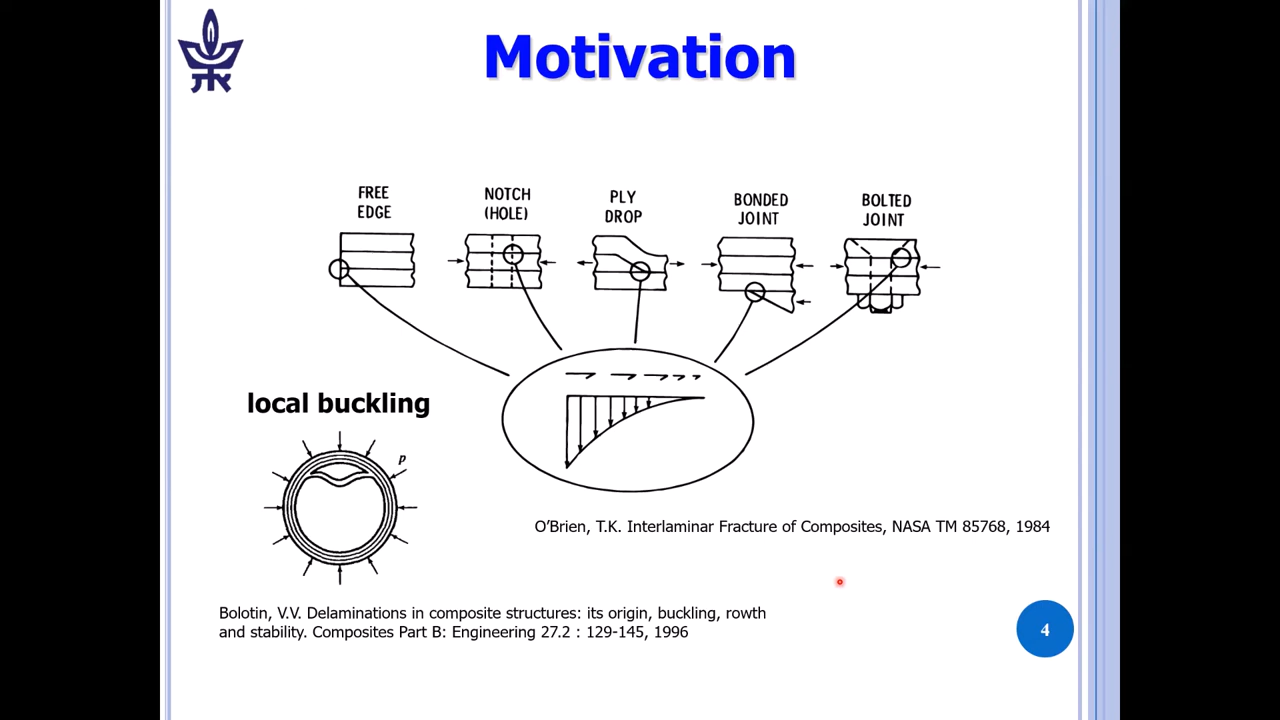 Motivation
FREE
EDGE
NOTCH
(HOLE)
PLY
DROP
BONDED
JOINT
BOLTED
JOINT
local buckling
p
O’Brien, T.K. Interlaminar Fracture of Composites, NASA TM 85768, 1984
Bolotin, V.V. Delaminations in composite structures: its origin, buckling, rowth
and stability. Composites Part B: Engineering 27.2 : 129-145, 1996
4